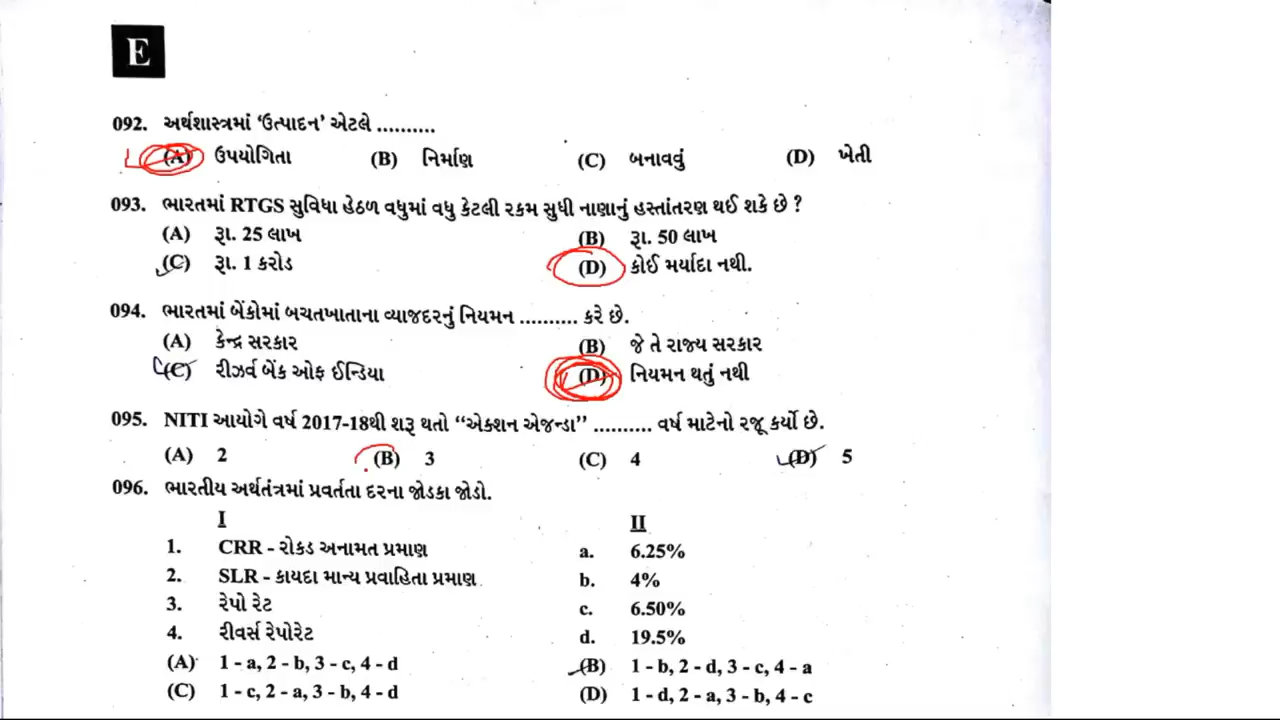 E
092. અર્થશાસ્ત્રમાં ‘ઉત્પાદન’ એટલે ..........
(A) ઉપયોગિતા (B) નિર્માણ (C) બનાવવું (D) ખેતી
093. ભારતમાં RTGS સુવિધા હેઠળ વધુમાં વધુ કેટલી રકમ સુધી નાણાનું હસ્તાંતરણ થઈ શકે છે ?
(A) રૂા. 25 લાખ (B) રૂા. 50 લાખ
(C) રૂા. 1 કરોડ (D) કોઈ મર્યાદા નથી.
094. ભારતમાં બેંકોમાં બચતખાતાના વ્યાજદરનું નિયમન .......... કરે છે.
(A) કેન્દ્ર સરકાર (B) જે તે રાજ્ય સરકાર
(C) રીઝર્વ બેંક ઓફ ઈન્ડિયા (D) નિયમન થતું નથી
095. NITI આયોગે વર્ષ 2017-18થી શરૂ થતો “એક્શન એજન્ડા” .......... વર્ષ માટેનો રજૂ કર્યો છે.
(A) 2 (B) 3 (C) 4 (D) 5
096. ભારતીય અર્થતંત્રમાં પ્રવર્તતા દરના જોડકા જોડો.
I II
1. CRR - રોકડ અનામત પ્રમાણ a. 6.25%
2. SLR - કાયદા માન્ય પ્રવાહિતા પ્રમાણ b. 4%
3. રેપો રેટ c. 6.50%
4. રીવર્સ રેપોરેટ d. 19.5%
(A) 1 - a, 2 - b, 3 - c, 4 - d (B) 1 - b, 2 - d, 3 - c, 4 - a
(C) 1 - c, 2 - a, 3 - b, 4 - d (D) 1 - d, 2 - a, 3 - b, 4 - c